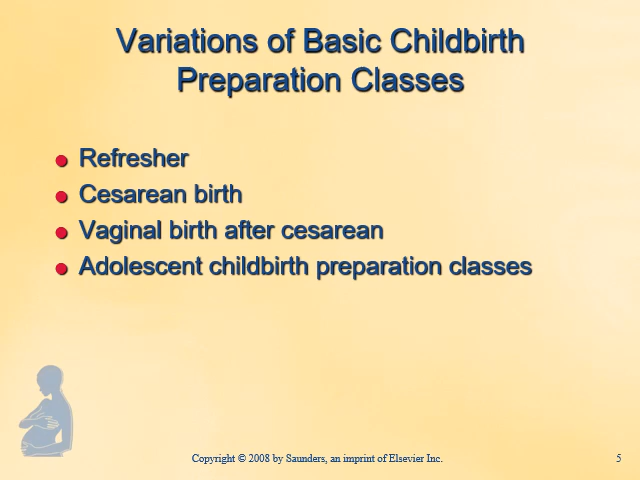 Variations of Basic Childbirth
Preparation Classes
Refresher
Cesarean birth
Vaginal birth after cesarean
Adolescent childbirth preparation classes
Copyright © 2008 by Saunders, an imprint of Elsevier Inc.
5